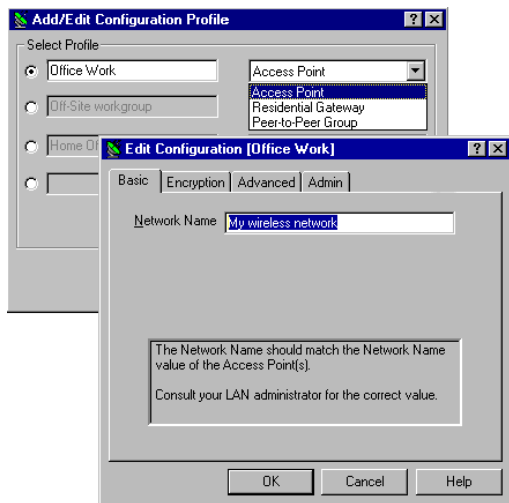 Add/Edit Configuration Profile
Select Profile
Office Work
Access Point
Access Point
Residential Gateway
Peer-to-Peer Group
Off-Site workgroup
Home Of
Edit Configuration [Office Work]
Basic Encryption Advanced Admin
Network Name My wireless network
The Network Name should match the Network Name
value of the Access Point(s).
Consult your LAN administrator for the correct value.
OK Cancel Help